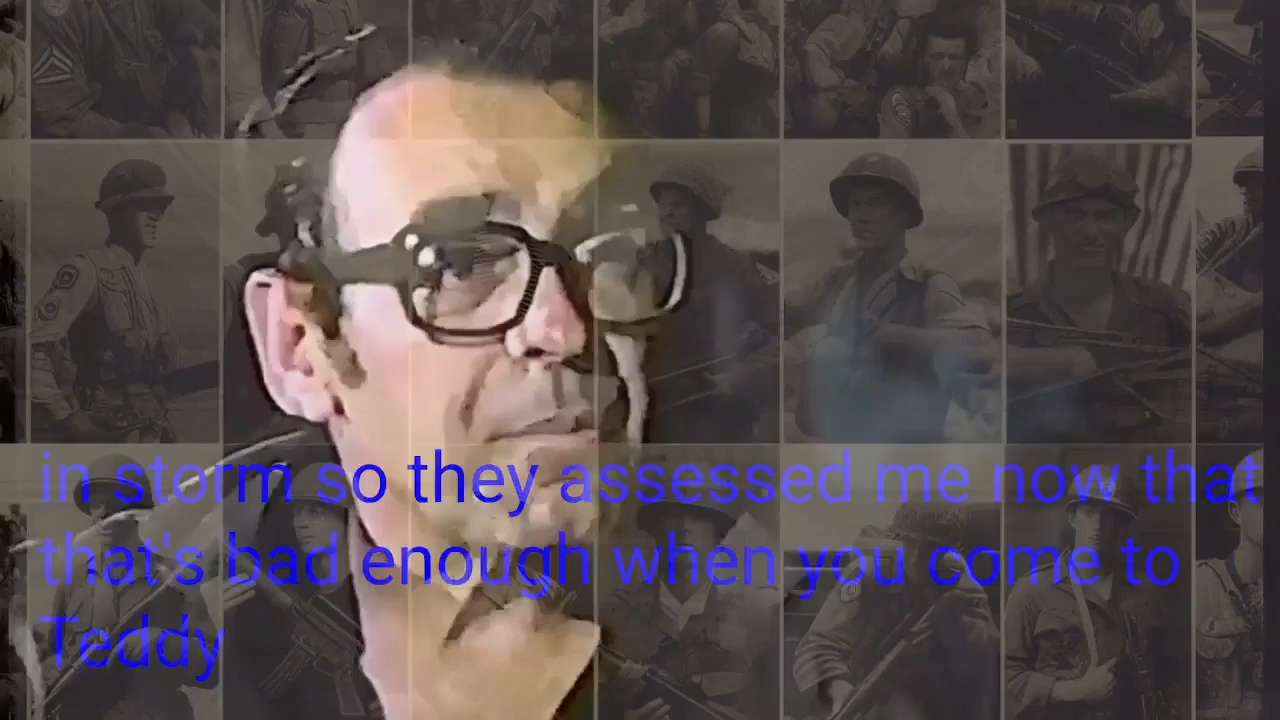 in storm so they assessed me now that
that's bad enough when you come to
Teddy